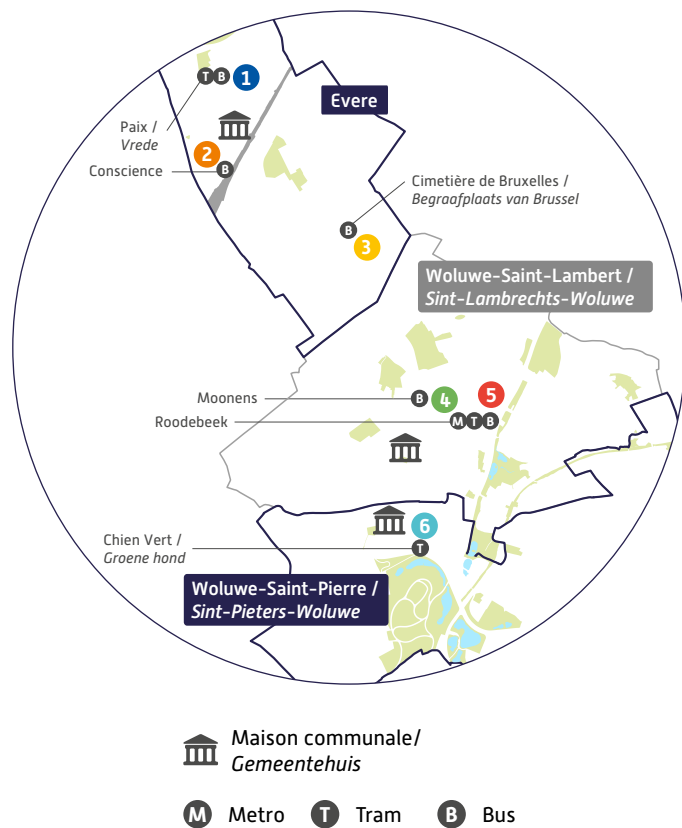 T B 1
Evere
Paix /
Vrede
2
Conscience
B
Cimetière de Bruxelles /
Begraafplaats van Brussel
B
3
Woluwe-Saint-Lambert /
Sint-Lambrechts-Woluwe
Moonens
B 4 5
Roodebeek
M T B
6
Chien Vert /
Groene hond
T
Woluwe-Saint-Pierre /
Sint-Pieters-Woluwe
Maison communale/
Gemeentehuis
M Metro T Tram B Bus